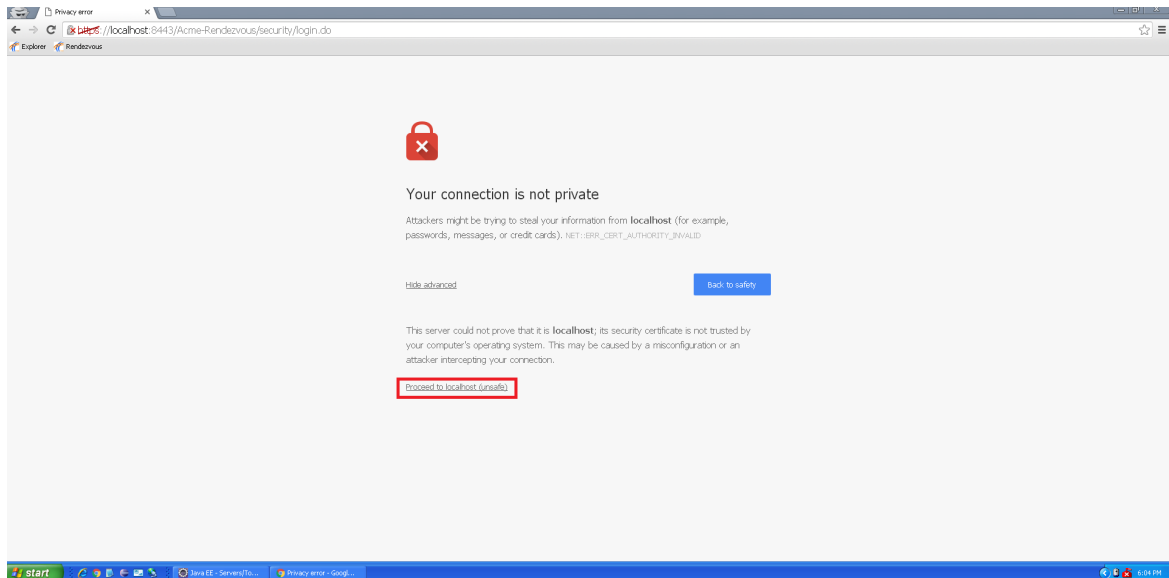 Privacy error
https://localhost:8443/Acme-Rendezvous/security/login.do
Explorer Rendezvous
Your connection is not private
Attackers might be trying to steal your information from localhost (for example,
passwords, messages, or credit cards). NET::ERR_CERT_AUTHORITY_INVALID
Hide advanced
Back to safety
This server could not prove that it is localhost; its security certificate is not trusted by
your computer's operating system. This may be caused by a misconfiguration or an
attacker intercepting your connection.
Proceed to localhost (unsafe)
start Java EE - Servers/To... Privacy error - Googl... 6:04 PM